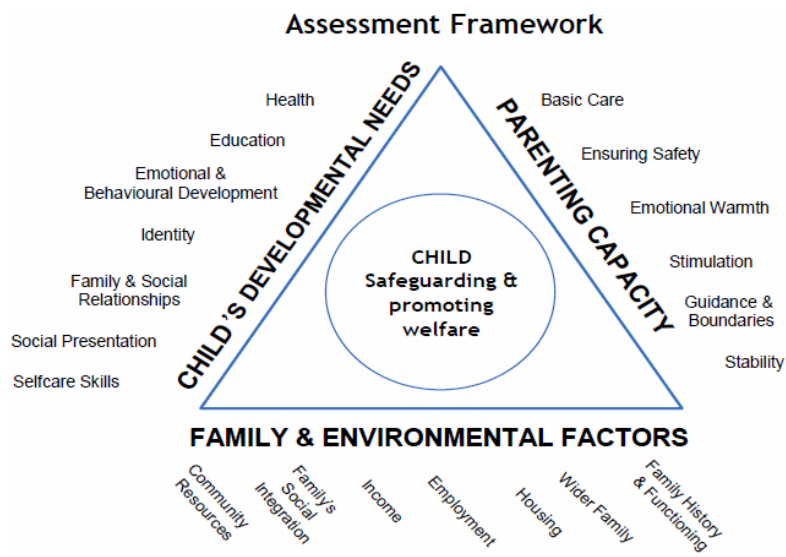 Assessment Framework
CHILD'S DEVELOPMENTAL NEEDS
Health
Education
Emotional &
Behavioural Development
Identity
Family & Social
Relationships
Social Presentation
Selfcare Skills
PARENTING CAPACITY
Basic Care
Ensuring Safety
Emotional Warmth
Stimulation
Guidance &
Boundaries
Stability
CHILD
Safeguarding &
promoting
welfare
FAMILY & ENVIRONMENTAL FACTORS
Community
Resources
Family's
Social
Integration
Income
Employment
Housing
Wider Family
Family History
& Functioning